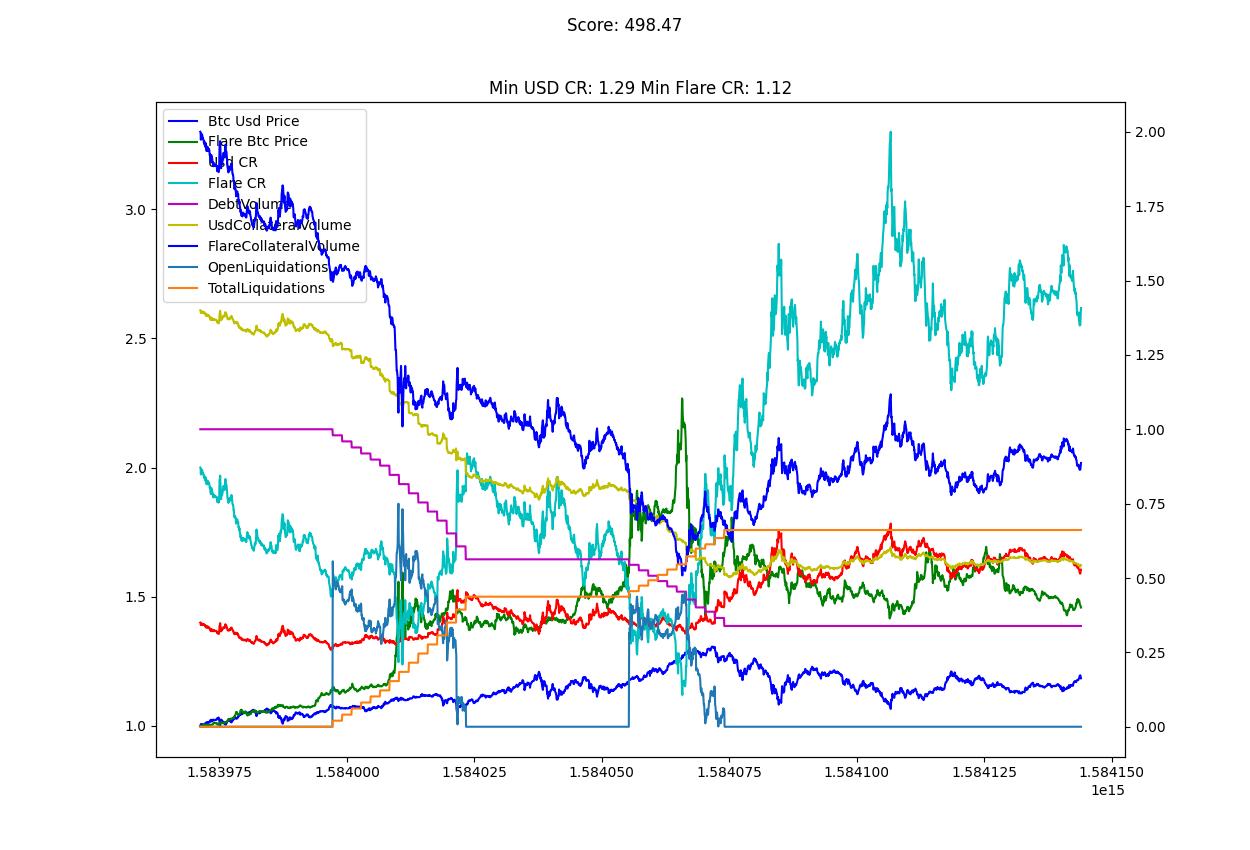 Score: 498.47
Min USD CR: 1.29 Min Flare CR: 1.12
Btc Usd Price
Flare Btc Price
Usd CR
Flare CR
DebtVolume
UsdCollateralVolume
FlareCollateralVolume
OpenLiquidations
TotalLiquidations
3.0
2.5
2.0
1.5
1.0
2.00
1.75
1.50
1.25
1.00
0.75
0.50
0.25
0.00
1.583975 1.584000 1.584025 1.584050 1.584075 1.584100 1.584125 1.584150
1e15